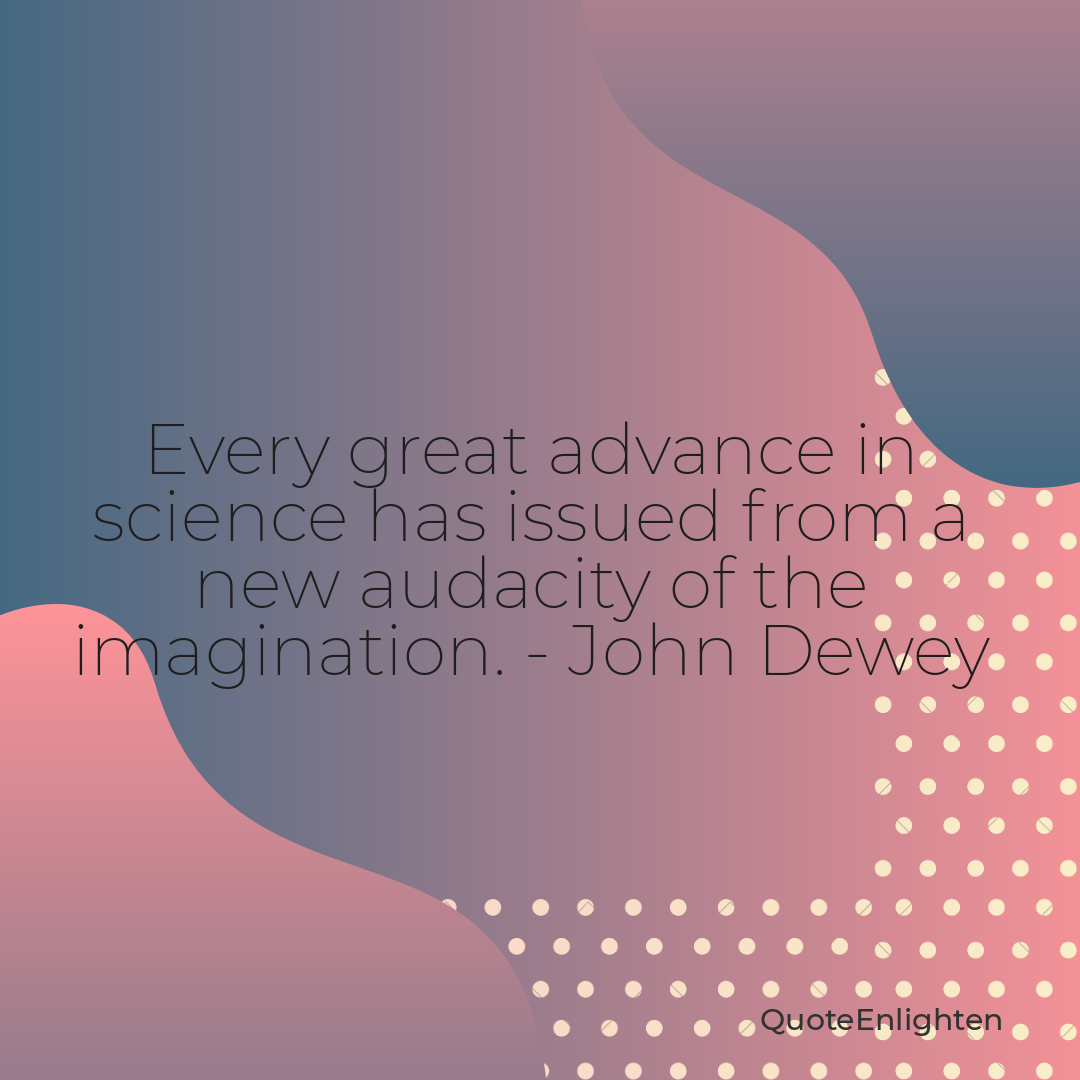 Every great advance in
science has issued from a
new audacity of the
imagination. - John Dewey
QuoteEnlighten